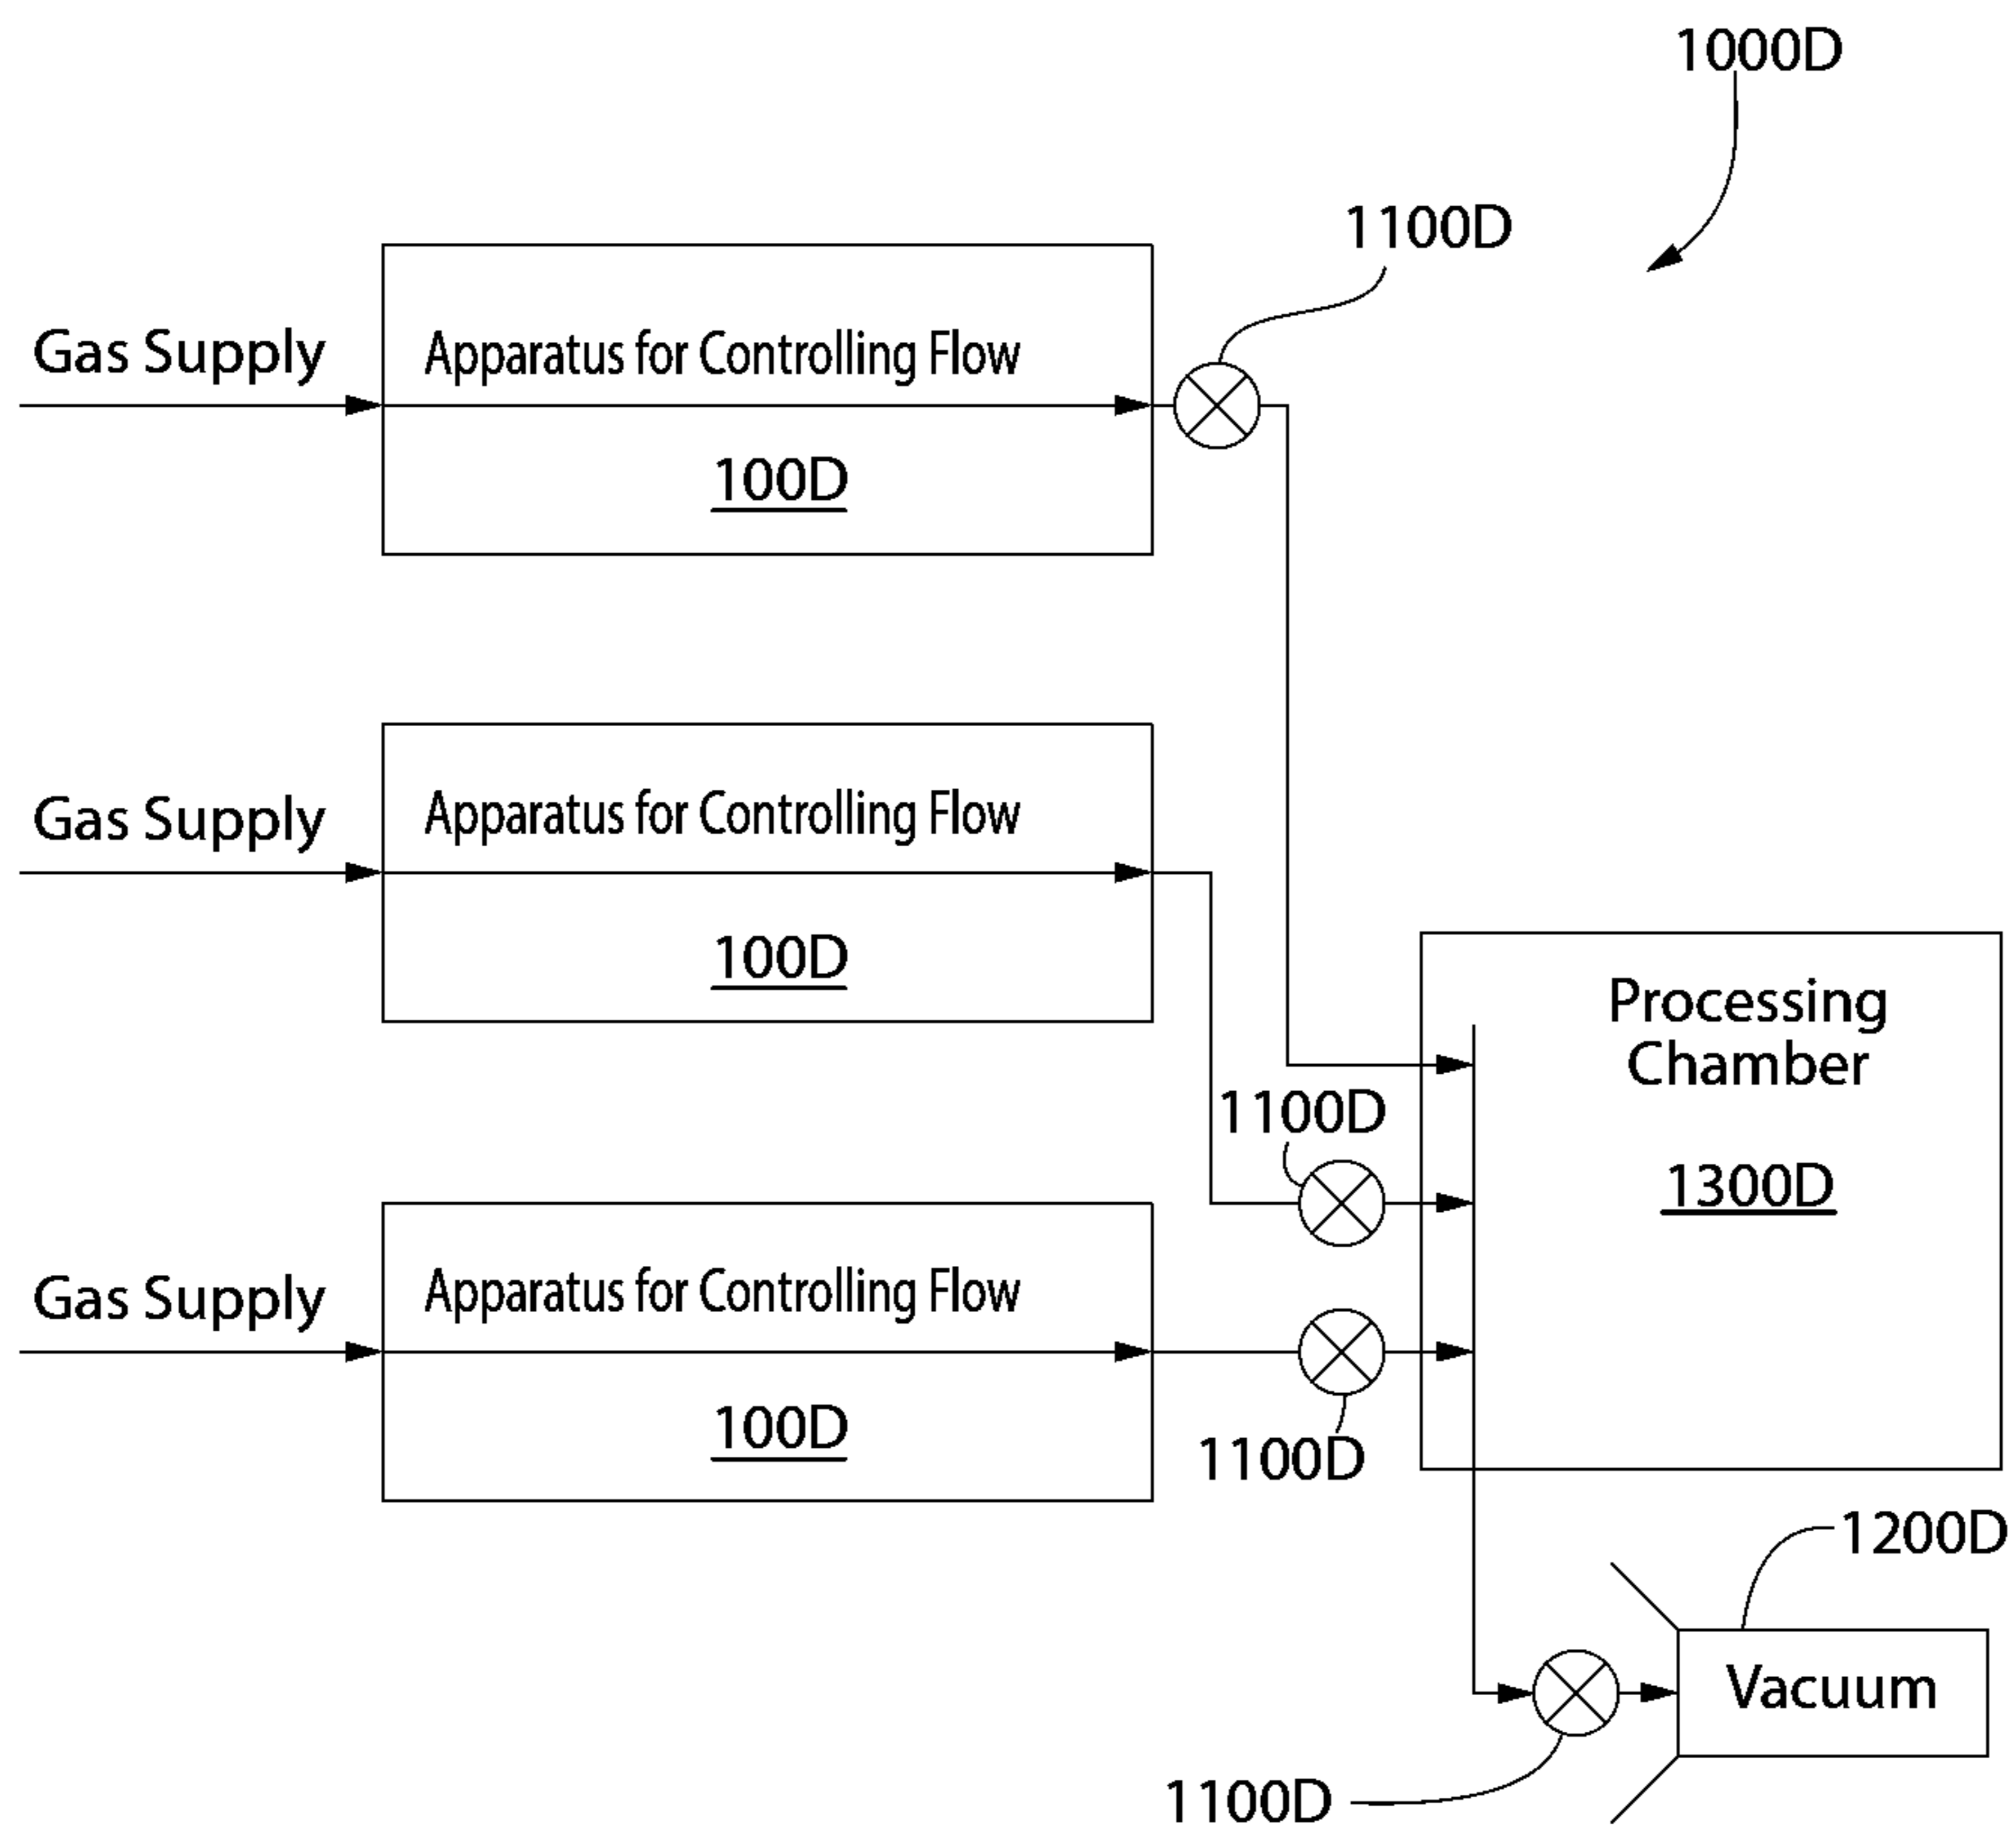 1000D
1100D
Gas Supply
Apparatus for Controlling Flow
100D
Gas Supply
Apparatus for Controlling Flow
100D
Processing
Chamber
1100D
1300D
Gas Supply
Apparatus for Controlling Flow
100D
1100D
1200D
Vacuum
1100D